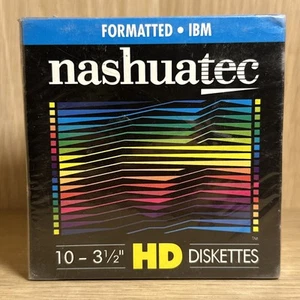 FORMATTED • IBM
nashuatec
10 – 3½" HD DISKETTES